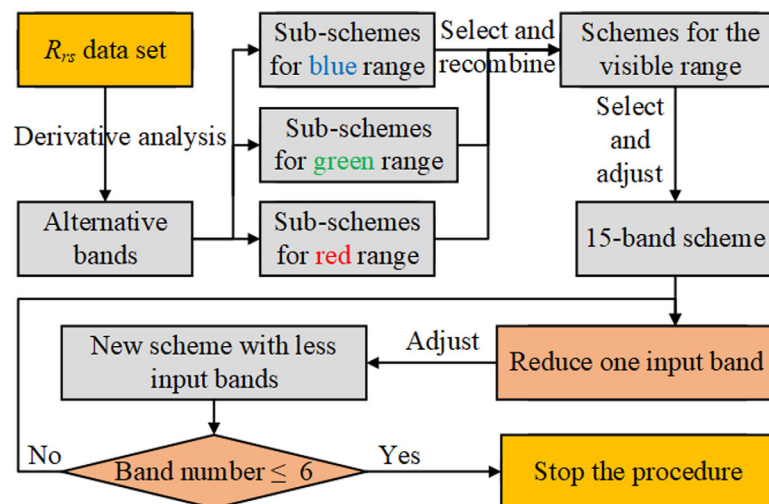 R_rs data set
Derivative analysis
Alternative
bands
Sub-schemes
for blue range
Sub-schemes
for green range
Sub-schemes
for red range
Select and
recombine
Schemes for the
visible range
Select
and
adjust
15-band scheme
Reduce one input band
Adjust
New scheme with less
input bands
Band number ≤ 6
No
Yes
Stop the procedure